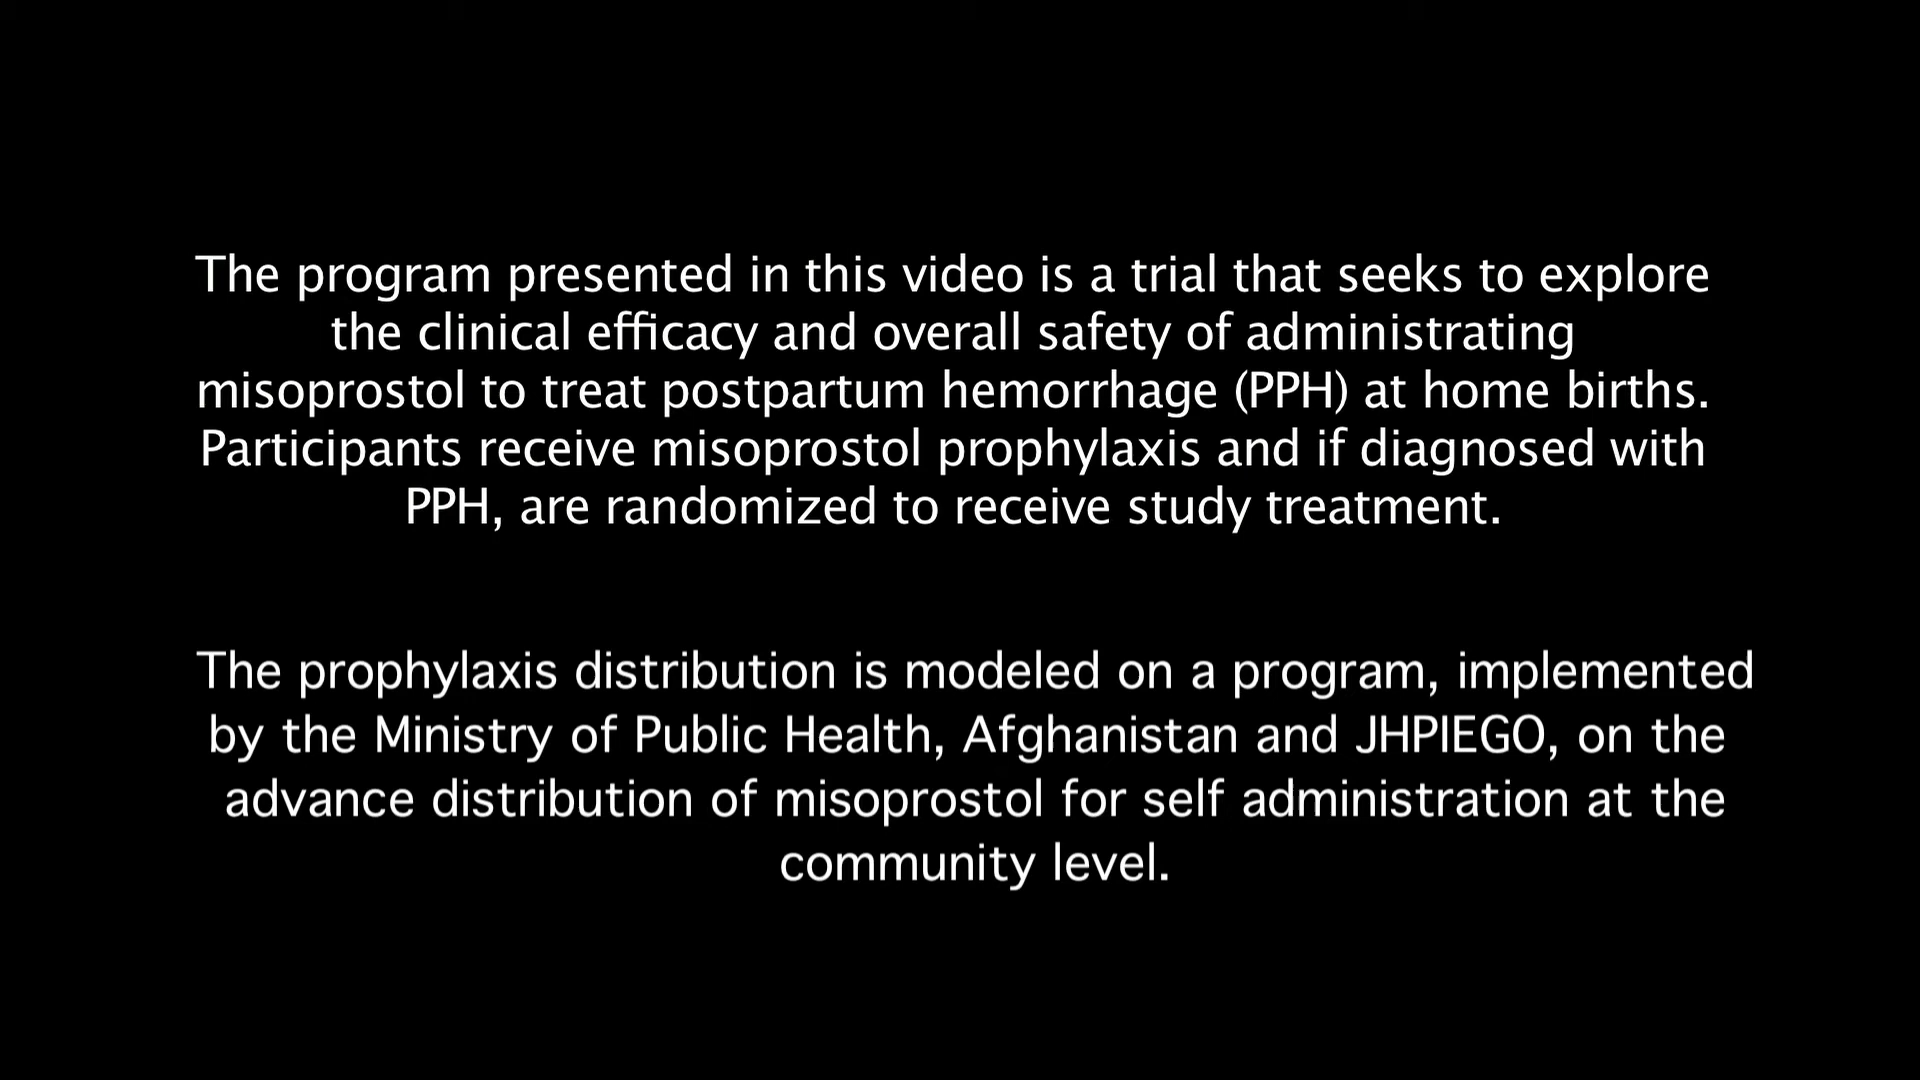 The program presented in this video is a trial that seeks to explore
the clinical efficacy and overall safety of administrating
misoprostol to treat postpartum hemorrhage (PPH) at home births.
Participants receive misoprostol prophylaxis and if diagnosed with
PPH, are randomized to receive study treatment.
The prophylaxis distribution is modeled on a program, implemented
by the Ministry of Public Health, Afghanistan and JHPIEGO, on the
advance distribution of misoprostol for self administration at the
community level.